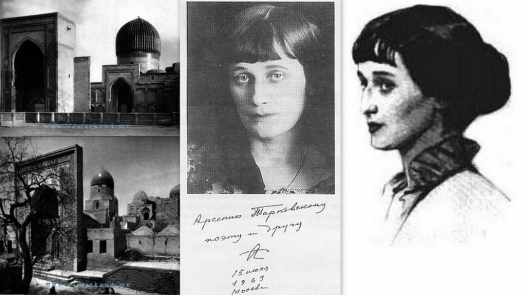 Арсению Тарковскому
поэту и другу
А
15
1963
Москва